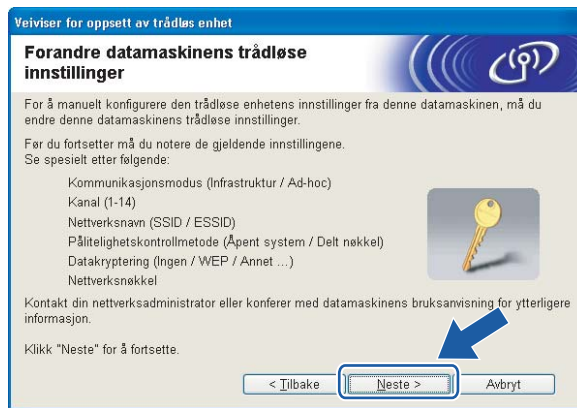 Veiviser for oppsett av trådløs enhet
Forandre datamaskinens trådløse
innstillinger
For å manuelt konfigurere den trådløse enhetens innstillinger fra denne datamaskinen, må du
endre denne datamaskinens trådløse innstillinger.
Før du fortsetter må du notere de gjeldende innstillingene.
Se spesielt etter følgende:
Kommunikasjonsmodus (Infrastruktur / Ad-hoc)
Kanal (1-14)
Nettverksnavn (SSID / ESSID)
Pålitelighetskontrollmetode (Åpent system / Delt nøkkel)
Datakryptering (Ingen / WEP / Annet ...)
Nettverksnøkkel
Kontakt din nettverksadministrator eller konferer med datamaskinens bruksanvisning for ytterligere
informasjon.
Klikk "Neste" for å fortsette.
< Tilbake Neste > Avbryt